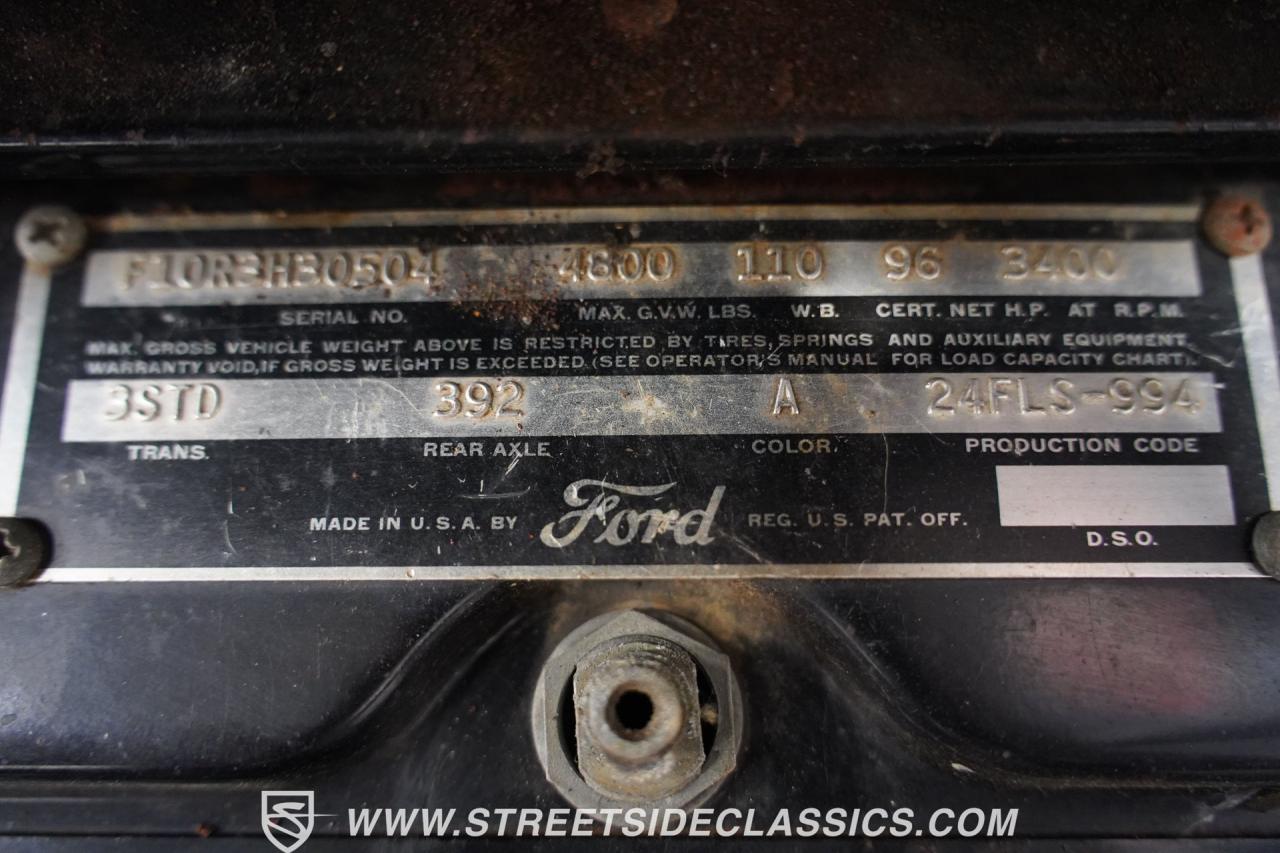 F10R3H30504 4800 110 96 3400
SERIAL NO. MAX. G.V.W. LBS. W.B. CERT. NET H.P. AT R.P.M.
MAX. GROSS VEHICLE WEIGHT ABOVE IS RESTRICTED BY TIRES, SPRINGS AND AUXILIARY EQUIPMENT.
WARRANTY VOID, IF GROSS WEIGHT IS EXCEEDED. (SEE OPERATOR'S MANUAL FOR LOAD CAPACITY CHART).
3STD 392 A 24FLS-994
TRANS. REAR AXLE COLOR PRODUCTION CODE
MADE IN U.S.A. BY Ford REG. U.S. PAT. OFF.
D.S.O.
WWW.STREETSIDECLASSICS.COM